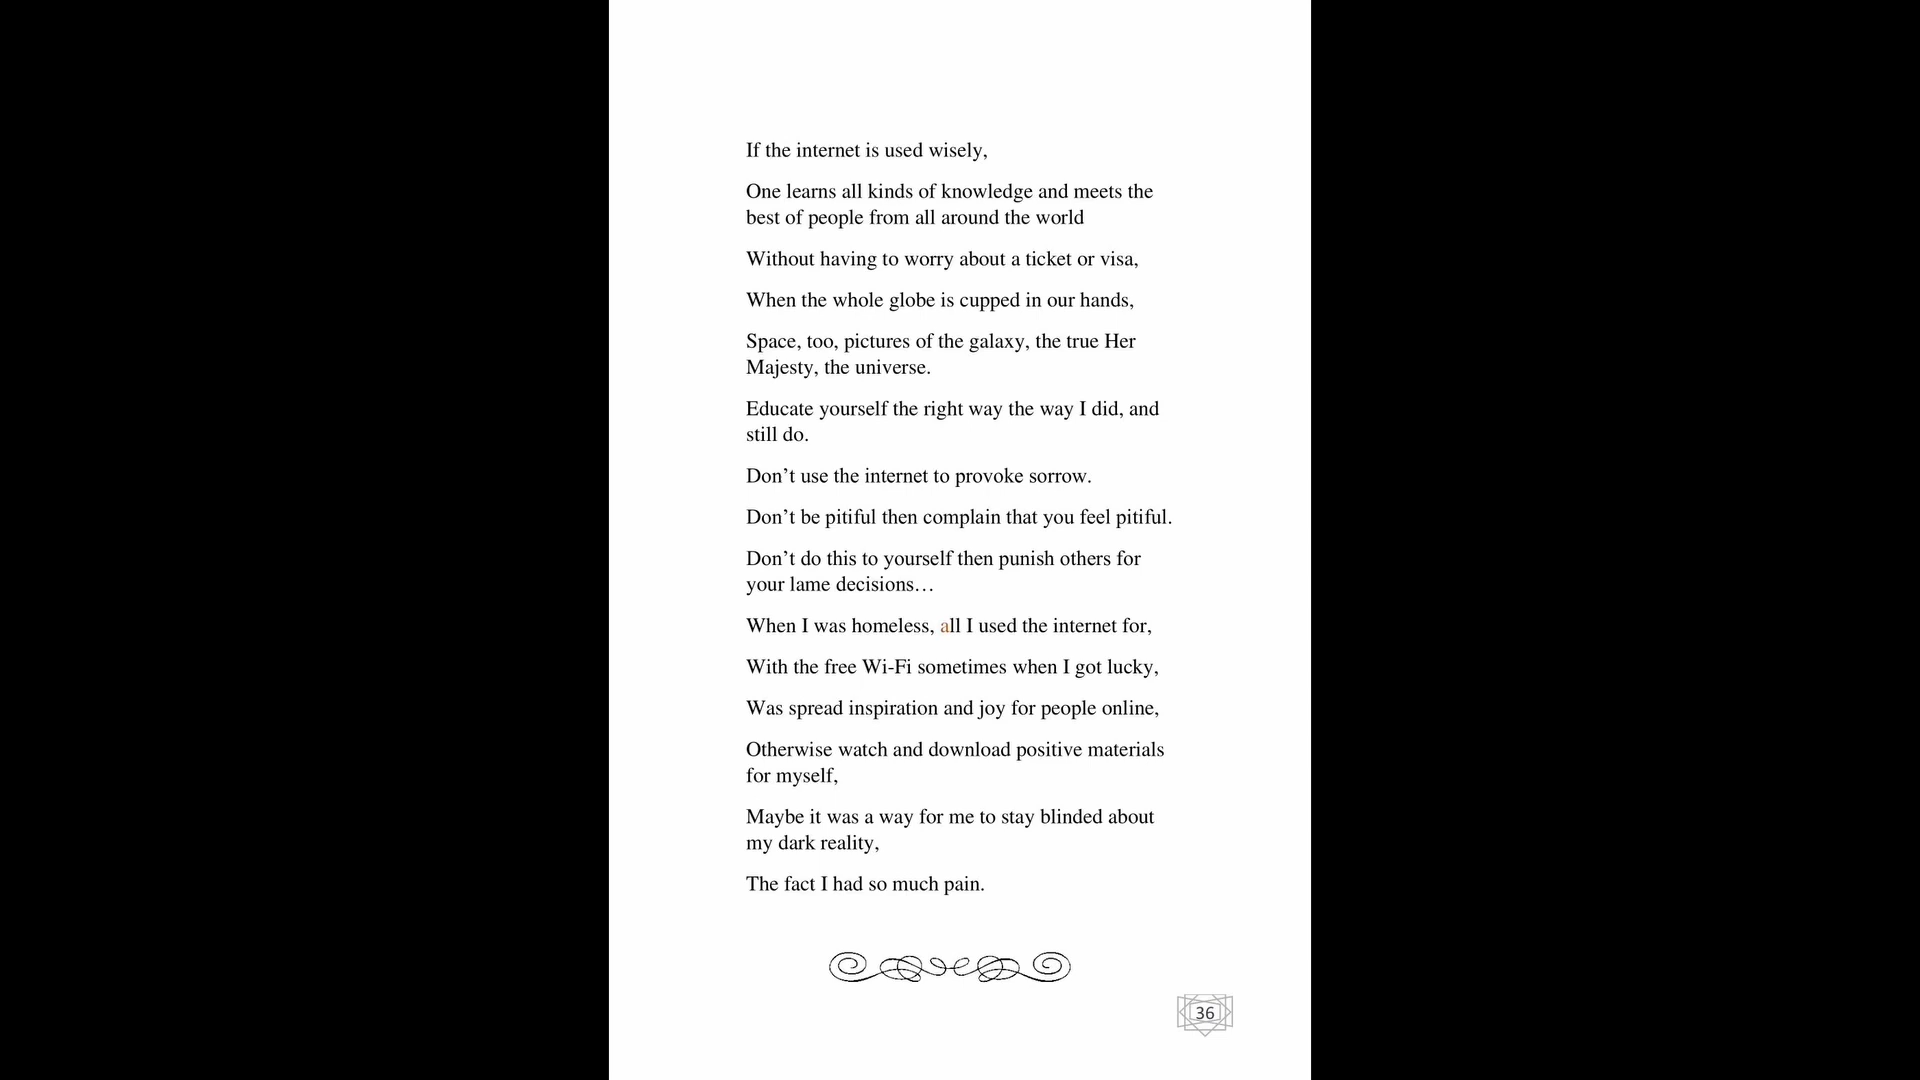 If the internet is used wisely,
One learns all kinds of knowledge and meets the
best of people from all around the world
Without having to worry about a ticket or visa,
When the whole globe is cupped in our hands,
Space, too, pictures of the galaxy, the true Her
Majesty, the universe.
Educate yourself the right way the way I did, and
still do.
Don’t use the internet to provoke sorrow.
Don’t be pitiful then complain that you feel pitiful.
Don’t do this to yourself then punish others for
your lame decisions…
When I was homeless, all I used the internet for,
With the free Wi-Fi sometimes when I got lucky,
Was spread inspiration and joy for people online,
Otherwise watch and download positive materials
for myself,
Maybe it was a way for me to stay blinded about
my dark reality,
The fact I had so much pain.
36